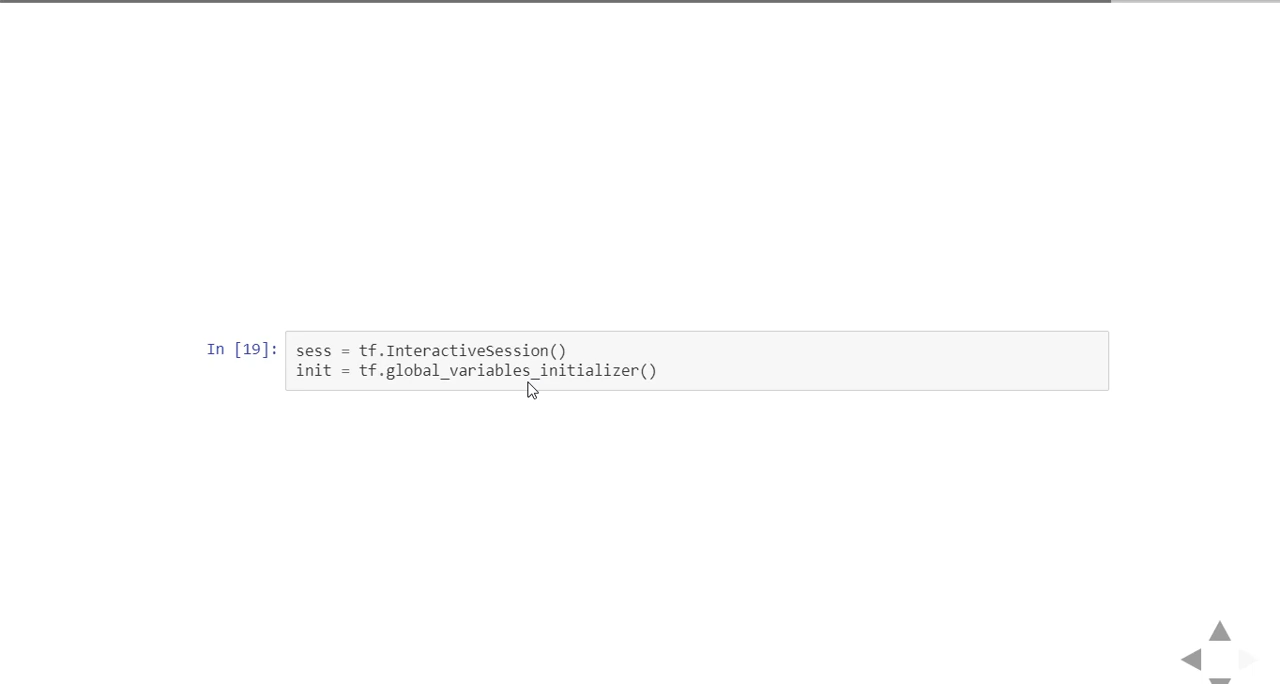 In [19]: sess = tf.InteractiveSession()
init = tf.global_variables_initializer()